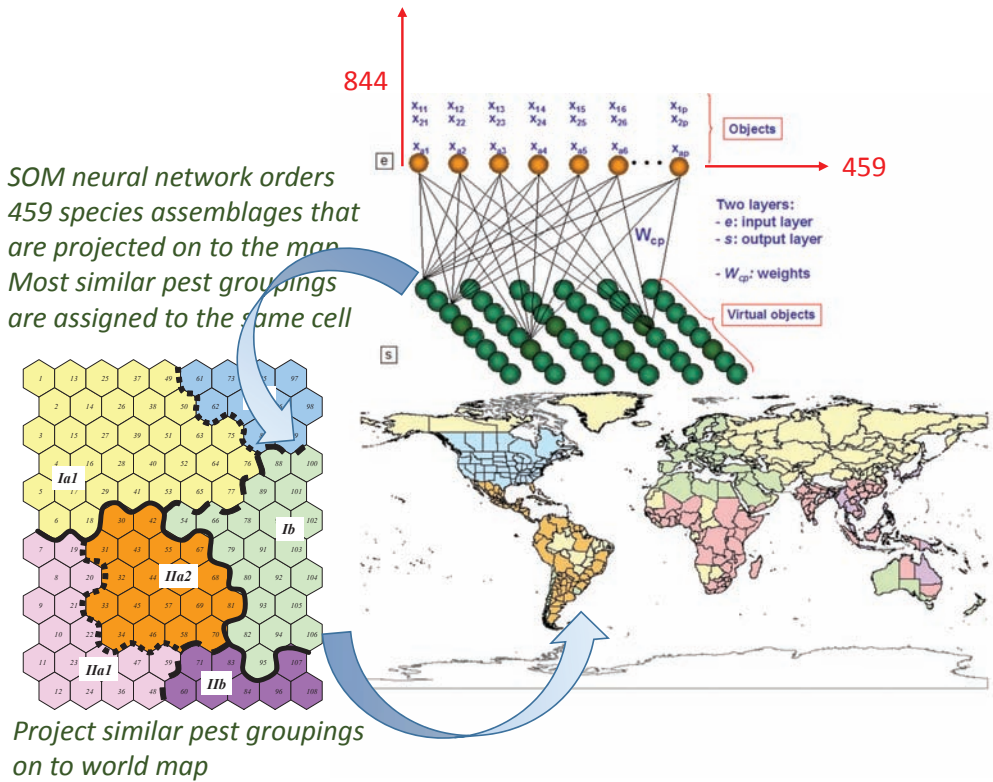 844
x11 x12 x13 x14 x15 x16 x1p
x21 x22 x23 x24 x25 x26 x2p
xa1 xa2 xa3 xa4 xa5 xa6 xap
Objects
e
459
SOM neural network orders
459 species assemblages that
are projected on to the map
Most similar pest groupings
are assigned to the same cell
Wcp
Two layers:
- e: input layer
- s: output layer
- Wcp: weights
Virtual objects
s
1 13 25 37 49 61 73 97
2 14 26 38 50 62 98
3 15 27 39 51 63 75
4 16 28 40 52 64 76 88 100
Ia1
5 17 29 41 53 65 77 89 101
6 18 30 42 54 66 78 102
Ib
7 19 31 55 67 79 91 103
IIa2
8 20 32 44 68 80 92 104
9 21 33 45 57 69 81 93 105
10 22 34 46 58 70 82 94 106
11 23 47 59 71 83 95 107
IIa1
IIb
12 24 36 48 60 84 96 108
Project similar pest groupings
on to world map